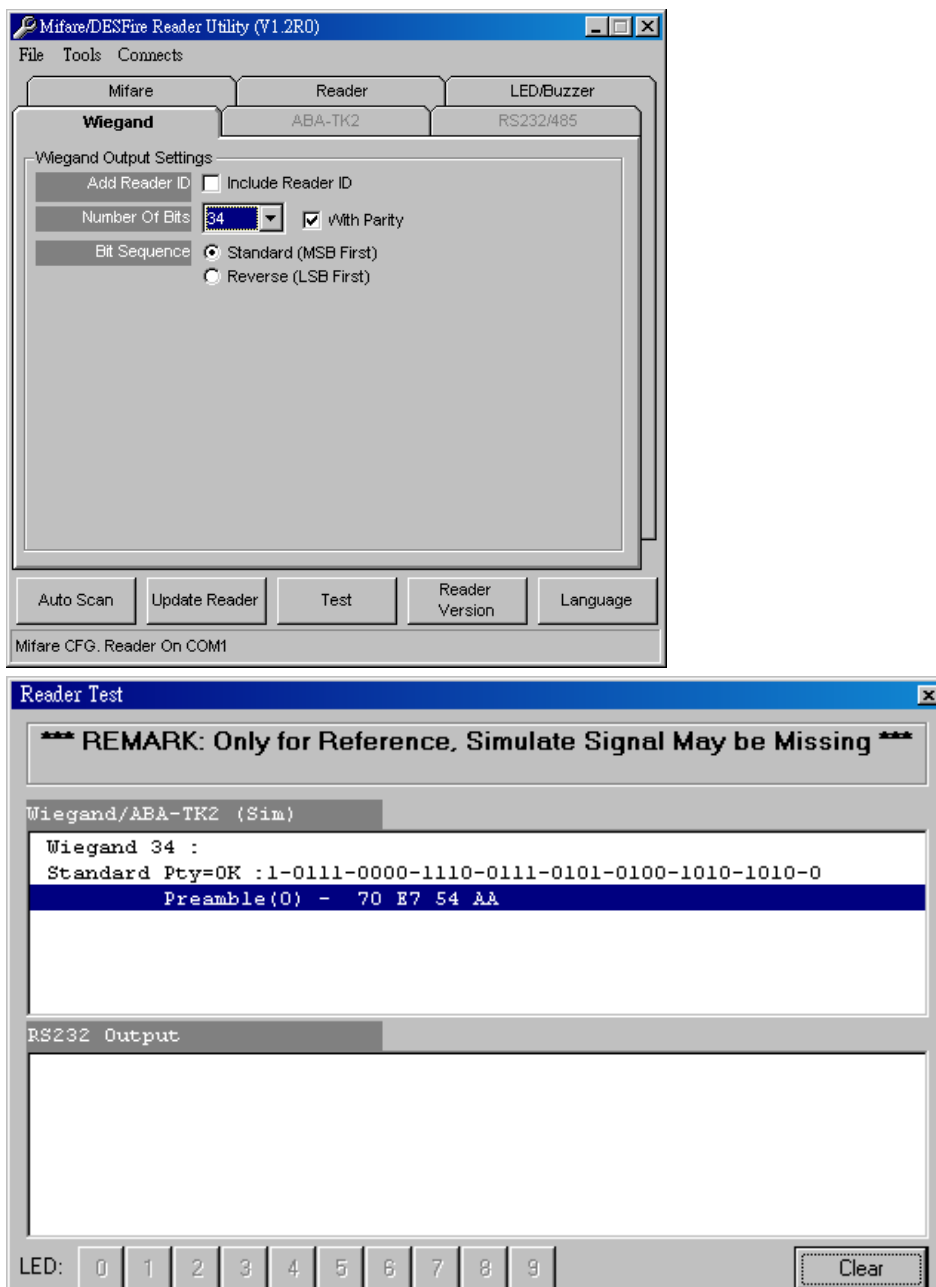 Mifare/DESFire Reader Utility (V1.2R0)
File Tools Connects
Mifare Reader LED/Buzzer
Wiegand ABA-TK2 RS232/485
Wiegand Output Settings
Add Reader ID Include Reader ID
Number Of Bits 34 With Parity
Bit Sequence Standard (MSB First)
Reverse (LSB First)
Auto Scan Update Reader Test Reader Version Language
Mifare CFG. Reader On COM1
Reader Test
*** REMARK: Only for Reference, Simulate Signal May be Missing ***
Wiegand/ABA-TK2 (Sim)
Wiegand 34 :
Standard Pty=OK :1-0111-0000-1110-0111-0101-0100-1010-1010-0
Preamble(0) - 70 E7 54 AA
RS232 Output
LED: 0 1 2 3 4 5 6 7 8 9 Clear